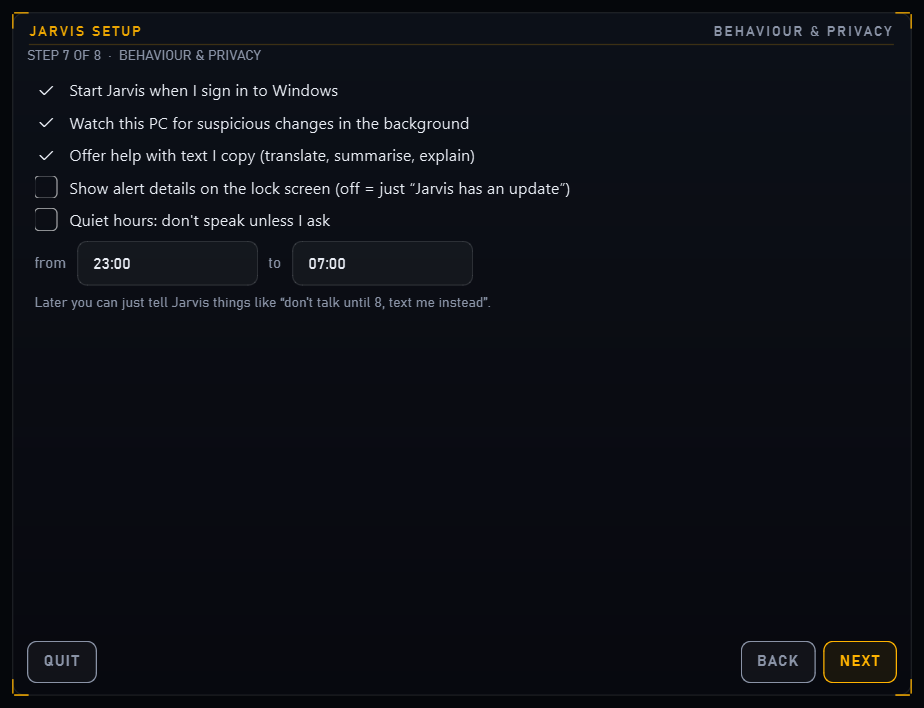 JARVIS SETUP
BEHAVIOUR & PRIVACY
STEP 7 OF 8 · BEHAVIOUR & PRIVACY
Start Jarvis when I sign in to Windows
Watch this PC for suspicious changes in the background
Offer help with text I copy (translate, summarise, explain)
Show alert details on the lock screen (off = just “Jarvis has an update”)
Quiet hours: don't speak unless I ask
from 23:00 to 07:00
Later you can just tell Jarvis things like “don't talk until 8, text me instead”.
QUIT BACK NEXT